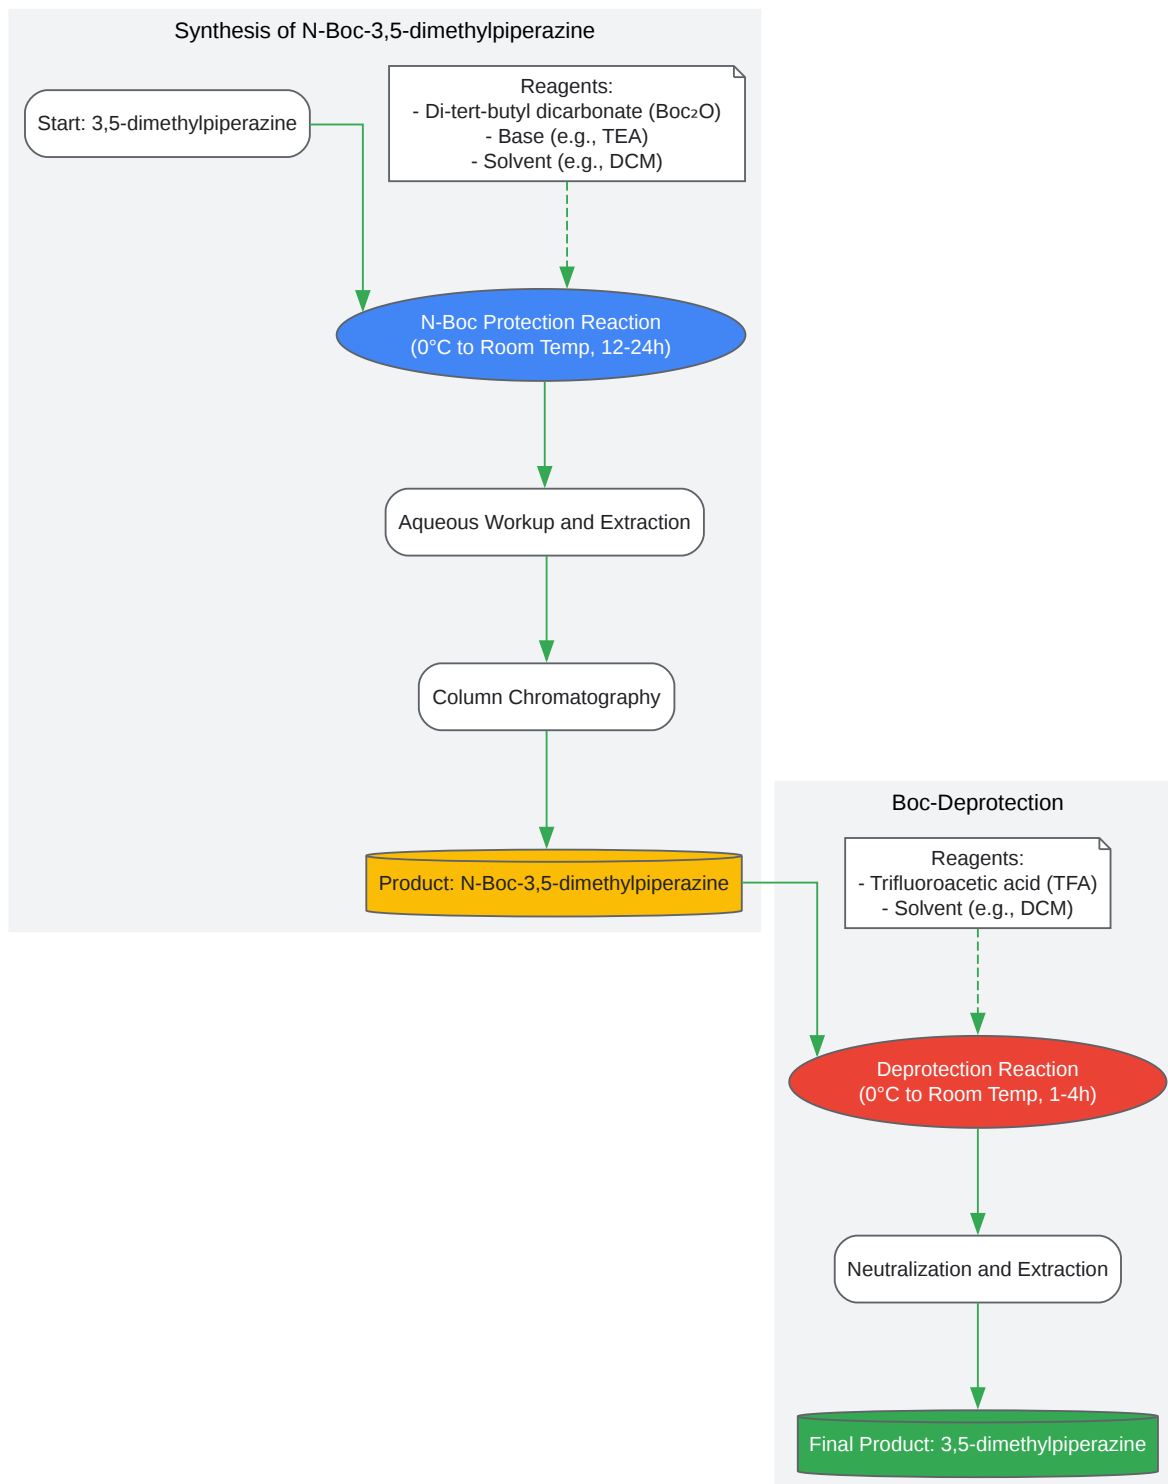 Synthesis of N-Boc-3,5-dimethylpiperazine
Start: 3,5-dimethylpiperazine
Reagents:
- Di-tert-butyl dicarbonate (Boc₂O)
- Base (e.g., TEA)
- Solvent (e.g., DCM)
N-Boc Protection Reaction
(0°C to Room Temp, 12-24h)
Aqueous Workup and Extraction
Column Chromatography
Product: N-Boc-3,5-dimethylpiperazine
Boc-Deprotection
Reagents:
- Trifluoroacetic acid (TFA)
- Solvent (e.g., DCM)
Deprotection Reaction
(0°C to Room Temp, 1-4h)
Neutralization and Extraction
Final Product: 3,5-dimethylpiperazine